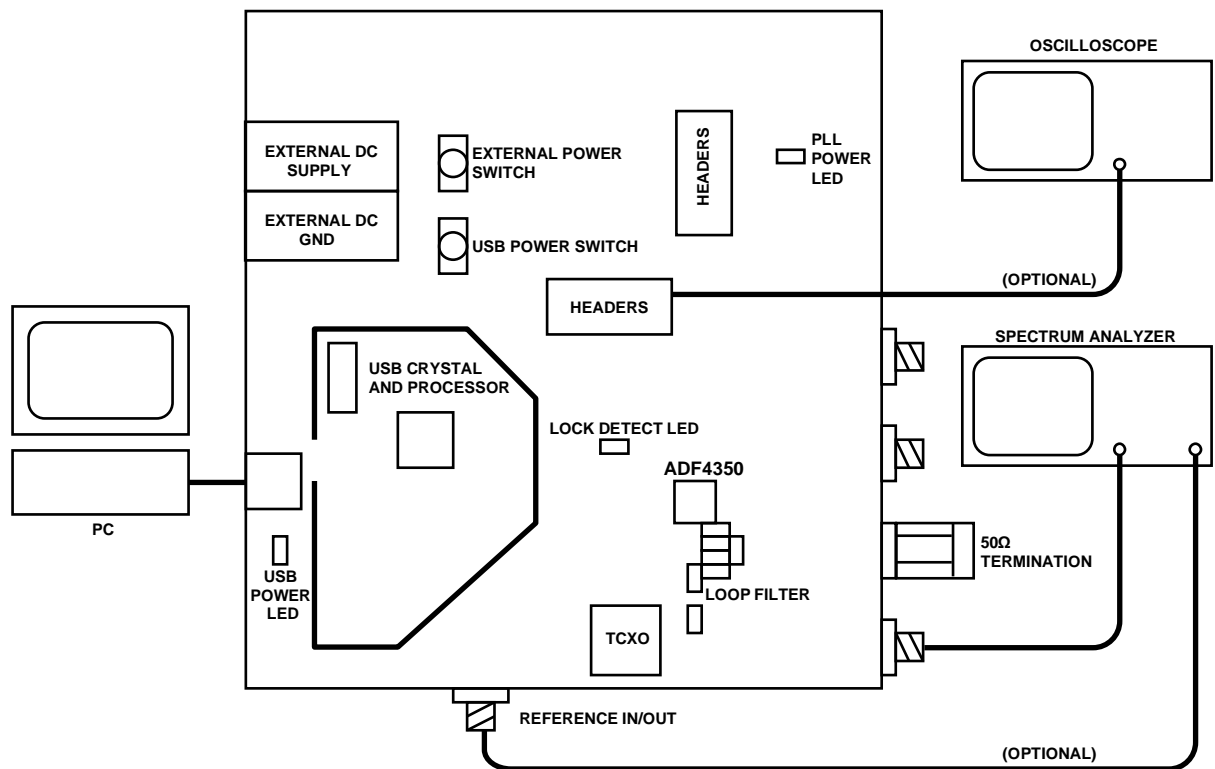 OSCILLOSCOPE
EXTERNAL DC
SUPPLY
EXTERNAL POWER
SWITCH
HEADERS
PLL
POWER
LED
EXTERNAL DC
GND
USB POWER SWITCH
(OPTIONAL)
HEADERS
SPECTRUM ANALYZER
USB CRYSTAL
AND PROCESSOR
LOCK DETECT LED
ADF4350
PC
50Ω
TERMINATION
USB
POWER
LED
LOOP FILTER
TCXO
REFERENCE IN/OUT
(OPTIONAL)